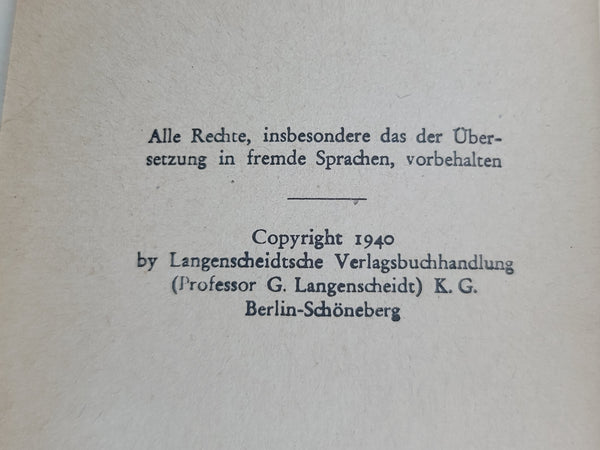 Alle Rechte, insbesondere das der Über-
setzung in fremde Sprachen, vorbehalten
Copyright 1940
by Langenscheidtsche Verlagsbuchhandlung
(Professor G. Langenscheidt) K. G.
Berlin-Schöneberg